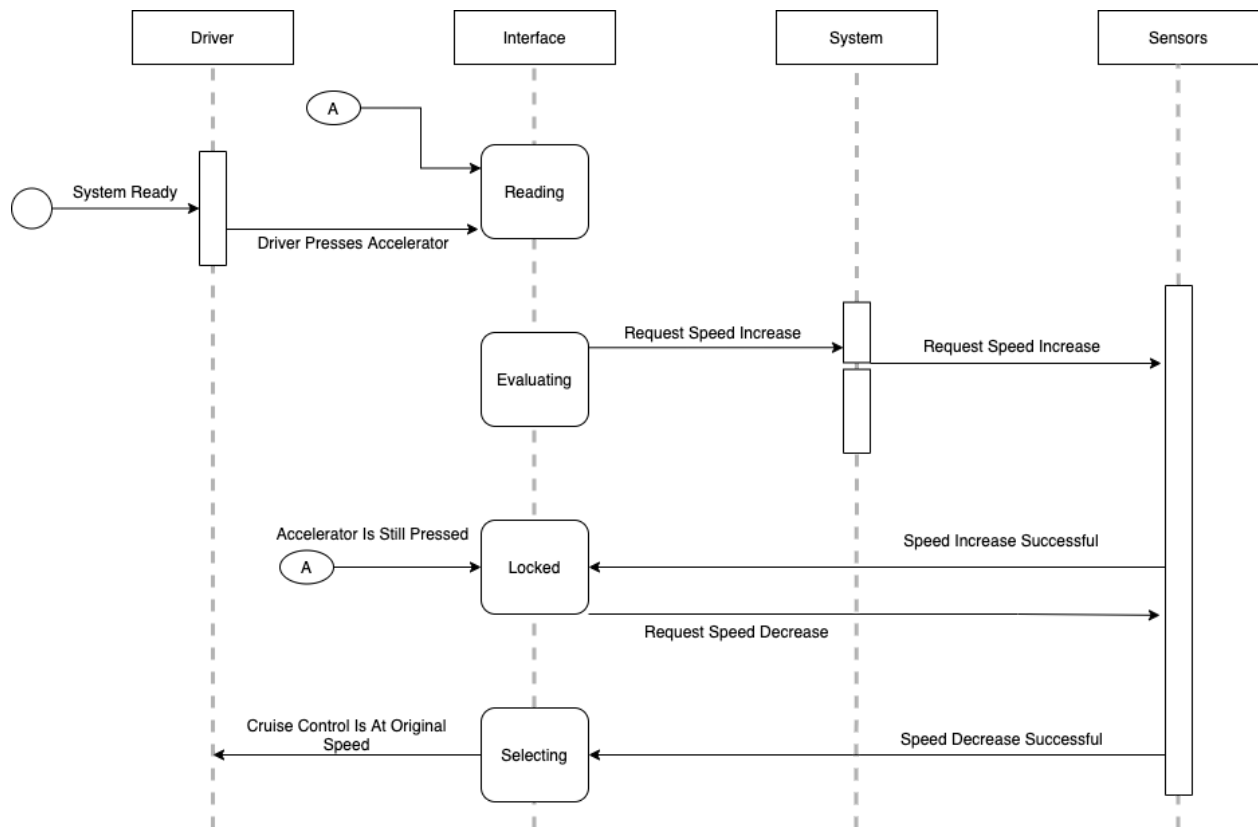 Driver
Interface
System
Sensors
A
System Ready
Reading
Driver Presses Accelerator
Request Speed Increase
Request Speed Increase
Evaluating
Accelerator Is Still Pressed
A
Locked
Speed Increase Successful
Request Speed Decrease
Cruise Control Is At Original
Speed
Selecting
Speed Decrease Successful